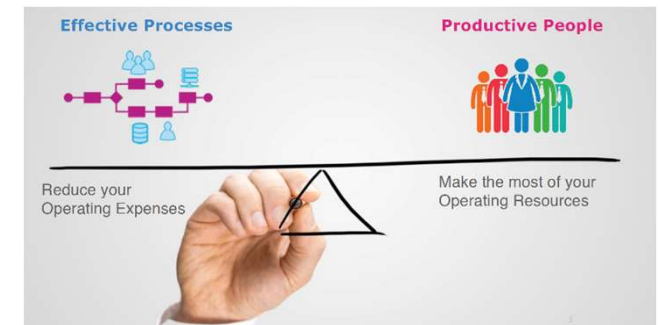 Effective Processes
Productive People
Reduce your
Operating Expenses
Make the most of your
Operating Resources